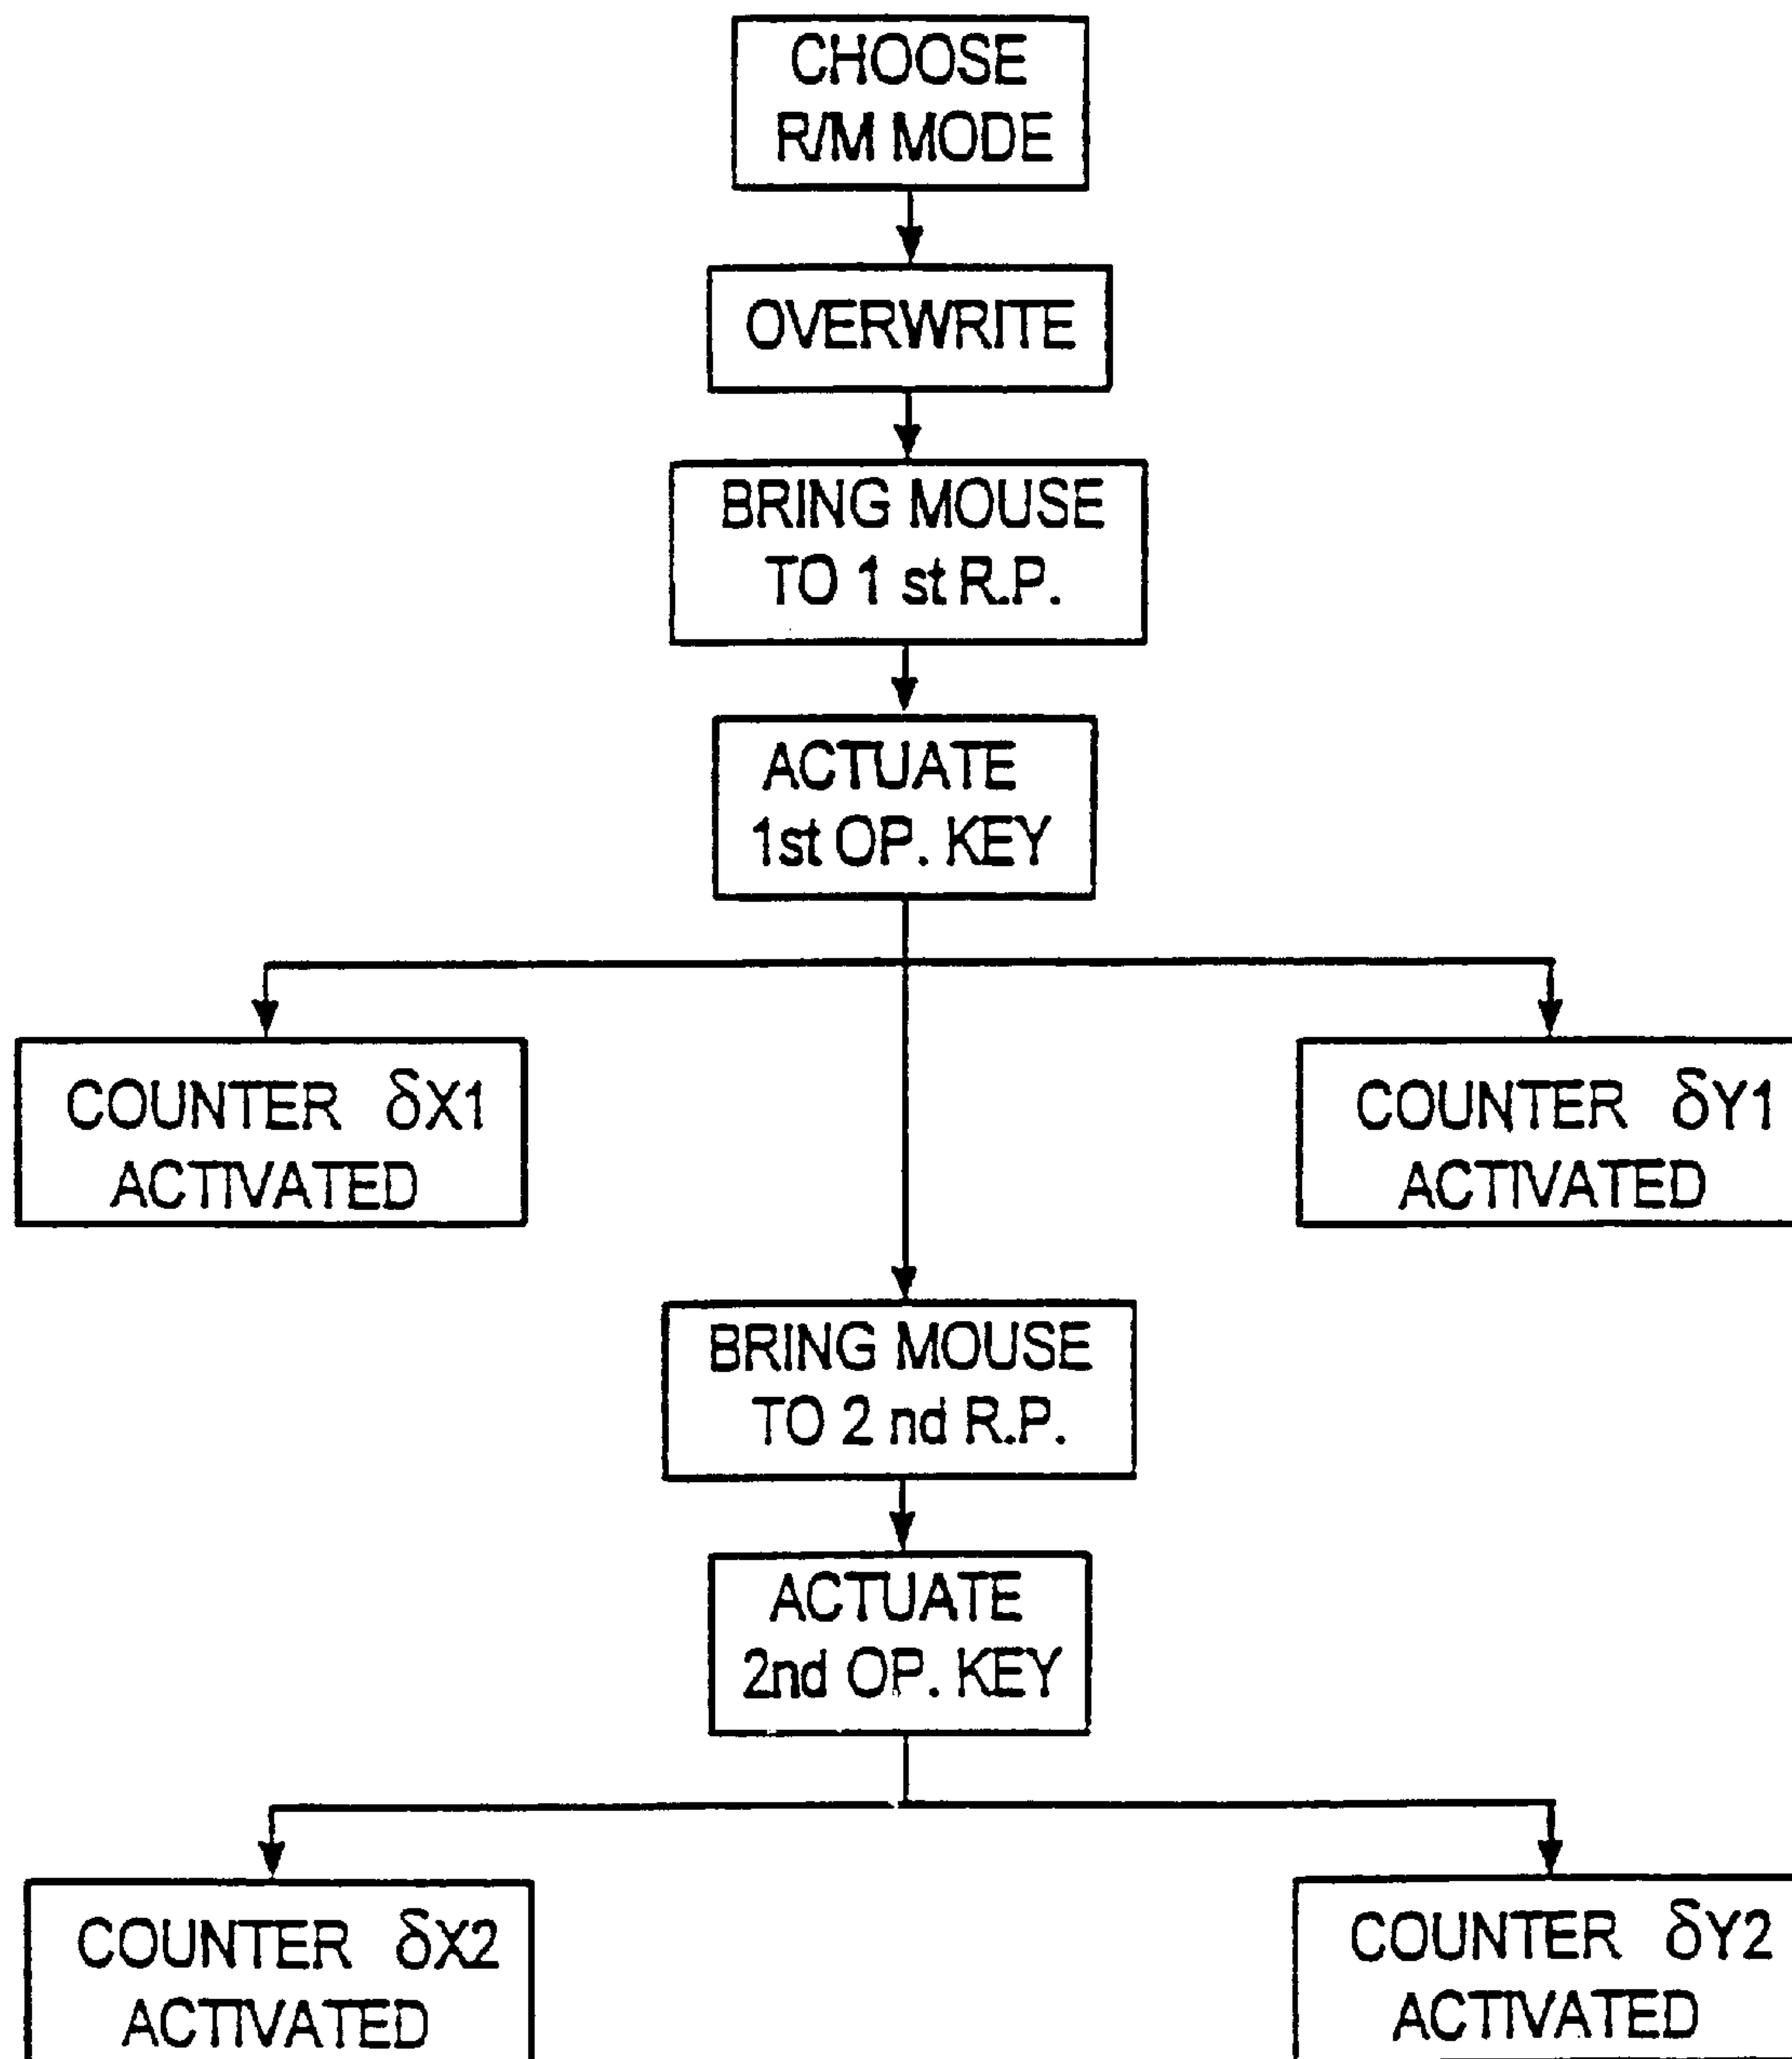 CHOOSE
R/M MODE
OVERWRITE
BRING MOUSE
TO 1 st R.P.
ACTUATE
1st OP. KEY
COUNTER δX1
ACTIVATED
COUNTER δY1
ACTIVATED
BRING MOUSE
TO 2 nd R.P.
ACTUATE
2nd OP. KEY
COUNTER δX2
ACTIVATED
COUNTER δY2
ACTIVATED